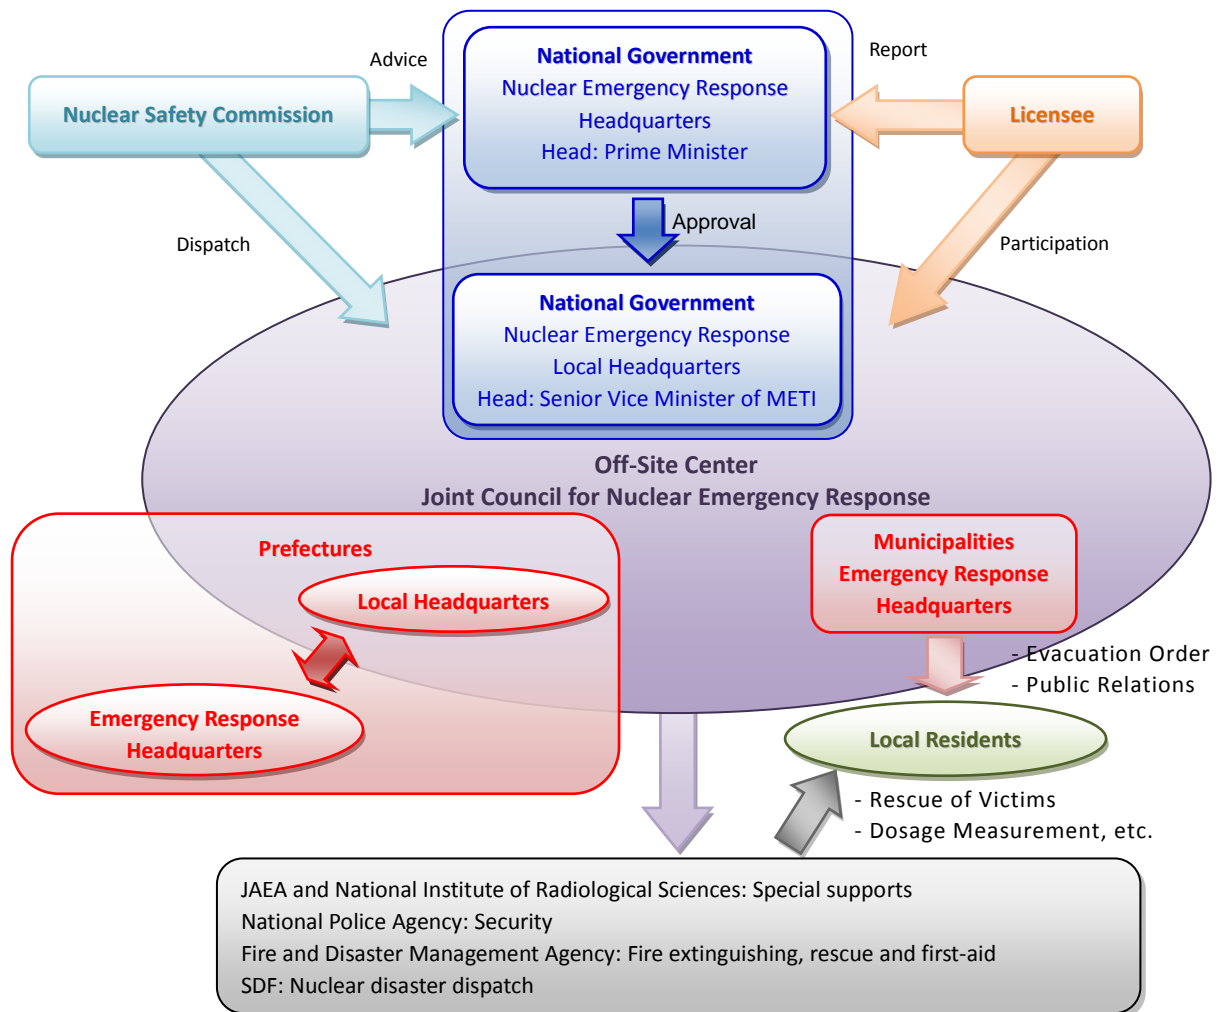 Advice
National Government
Nuclear Emergency Response
Headquarters
Head: Prime Minister
Report
Nuclear Safety Commission
Licensee
Dispatch
Approval
Participation
National Government
Nuclear Emergency Response
Local Headquarters
Head: Senior Vice Minister of METI
Off-Site Center
Joint Council for Nuclear Emergency Response
Prefectures
Local Headquarters
Emergency Response
Headquarters
Municipalities
Emergency Response
Headquarters
- Evacuation Order
- Public Relations
Local Residents
- Rescue of Victims
- Dosage Measurement, etc.
JAEA and National Institute of Radiological Sciences: Special supports
National Police Agency: Security
Fire and Disaster Management Agency: Fire extinguishing, rescue and first-aid
SDF: Nuclear disaster dispatch